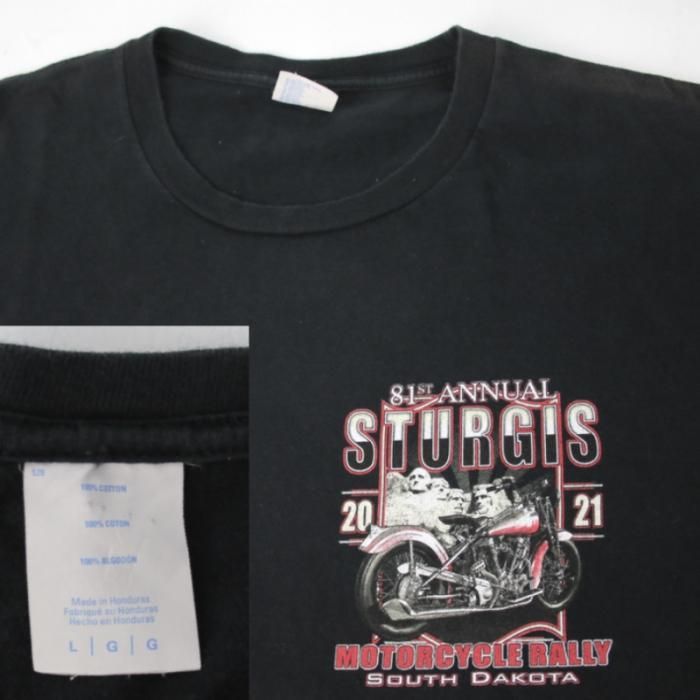 81ST ANNUAL
STURGIS
20 21
MOTORCYCLE RALLY
SOUTH DAKOTA
100% COTTON
100% COTON
100% ALGODÓN
Made in Honduras
Fabriqué au Honduras
Hecho en Honduras
L | G | G